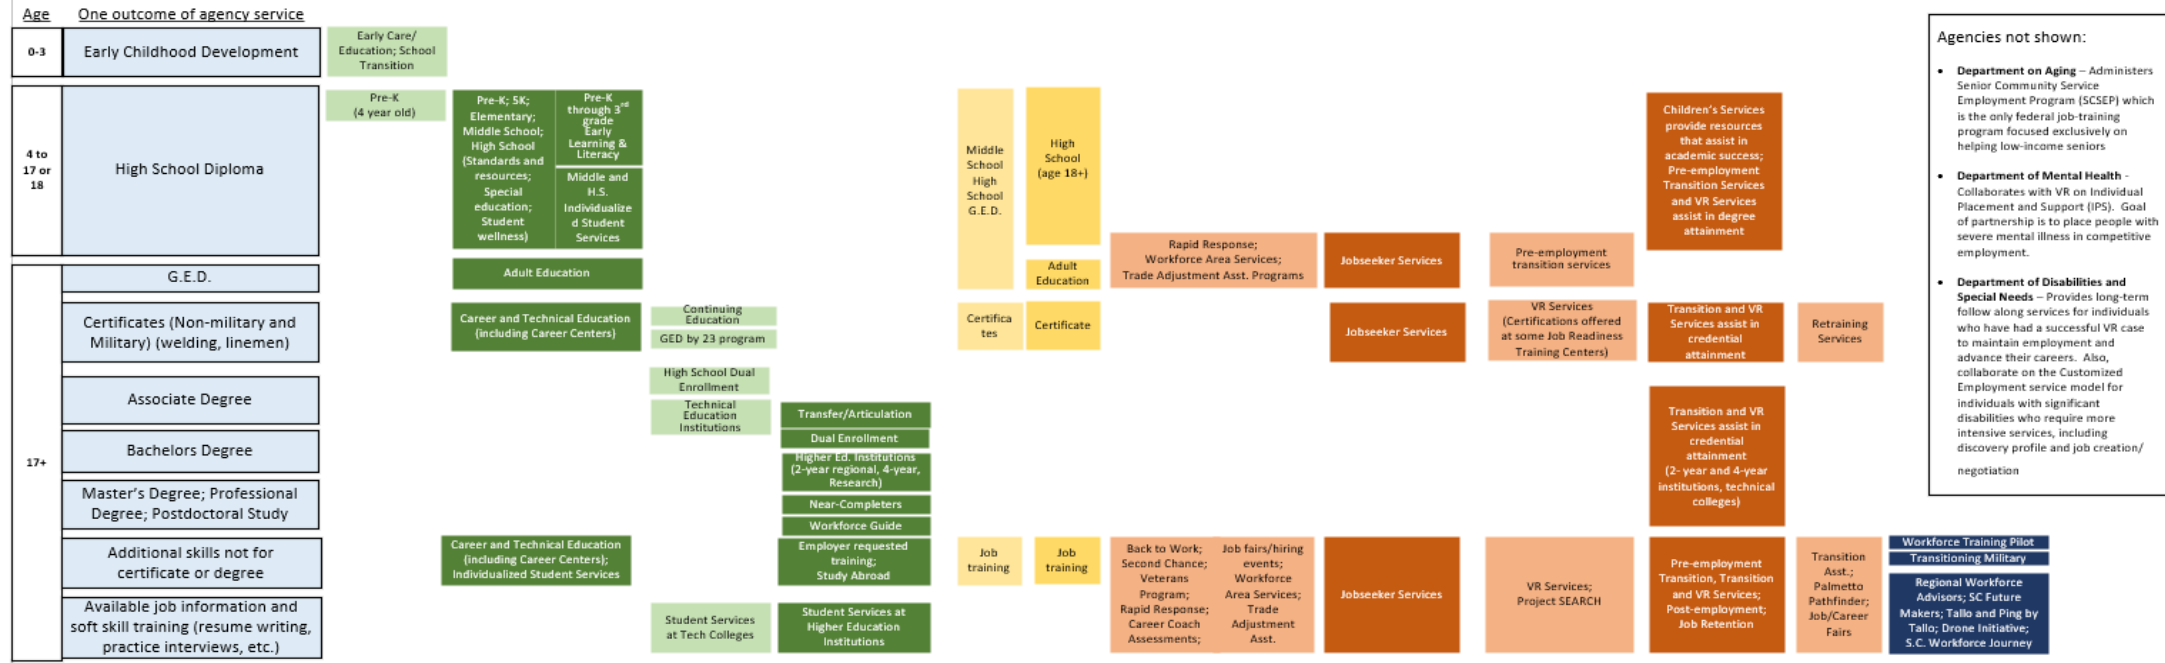 Age
One outcome of agency service
0-3
Early Childhood Development
Early Care/
Education; School
Transition
4 to
17 or
18
High School Diploma
Pre-K
(4 year old)
Pre-K; 5K;
Elementary;
Middle School;
High School
(Standards and
resources;
Special
education;
Student
wellness)
Pre-K
through 3rd
grade
Early
Learning &
Literacy
Middle and
H.S.
Individualize
d Student
Services
Middle
School
High
School
G.E.D.
High
School
(age 18+)
Children's Services
provide resources
that assist in
academic success;
Pre-employment
Transition Services
and VR Services
assist in degree
attainment
Rapid Response;
Workforce Area Services;
Trade Adjustment Asst. Programs
Jobseeker Services
Pre-employment
transition services
17+
G.E.D.
Adult Education
Adult
Education
Certificates (Non-military and
Military) (welding, linemen)
Career and Technical Education
(including Career Centers)
Continuing
Education
GED by 23 program
Certifica
tes
Certificate
Jobseeker Services
VR Services
(Certifications offered
at some Job Readiness
Training Centers)
Transition and VR
Services assist in
credential
attainment
Retraining
Services
Associate Degree
High School Dual
Enrollment
Technical
Education
Institutions
Transfer/Articulation
Dual Enrollment
Higher Ed. Institutions
(2-year regional, 4-year,
Research)
Near-Completers
Workforce Guide
Transition and VR
Services assist in
credential
attainment
(2- year and 4-year
institutions, technical
colleges)
Bachelors Degree
Master's Degree; Professional
Degree; Postdoctoral Study
Additional skills not for
certificate or degree
Career and Technical Education
(including Career Centers);
Individualized Student Services
Employer requested
training;
Study Abroad
Job
training
Job
training
Back to Work;
Second Chance;
Veterans
Program;
Rapid Response;
Career Coach
Assessments;
Job fairs/hiring
events;
Workforce
Area Services;
Trade
Adjustment
Asst.
Jobseeker Services
VR Services;
Project SEARCH
Pre-employment
Transition, Transition
and VR Services;
Post-employment;
Job Retention
Transition
Asst.;
Palmetto
Pathfinder;
Job/Career
Fairs
Workforce Training Pilot
Transitioning Military
Regional Workforce
Advisors; SC Future
Makers; Tallo and Ping by
Tallo; Drone Initiative;
S.C. Workforce Journey
Available job information and
soft skill training (resume writing,
practice interviews, etc.)
Student Services
at Tech Colleges
Student Services at
Higher Education
Institutions
Agencies not shown:
• Department on Aging – Administers
Senior Community Service
Employment Program (SCSEP) which
is the only federal job-training
program focused exclusively on
helping low-income seniors
• Department of Mental Health -
Collaborates with VR on Individual
Placement and Support (IPS). Goal
of partnership is to place people with
severe mental illness in competitive
employment.
• Department of Disabilities and
Special Needs – Provides long-term
follow along services for individuals
who have had a successful VR case
to maintain employment and
advance their careers. Also,
collaborate on the Customized
Employment service model for
individuals with significant
disabilities who require more
intensive services, including
discovery profile and job creation/
negotiation